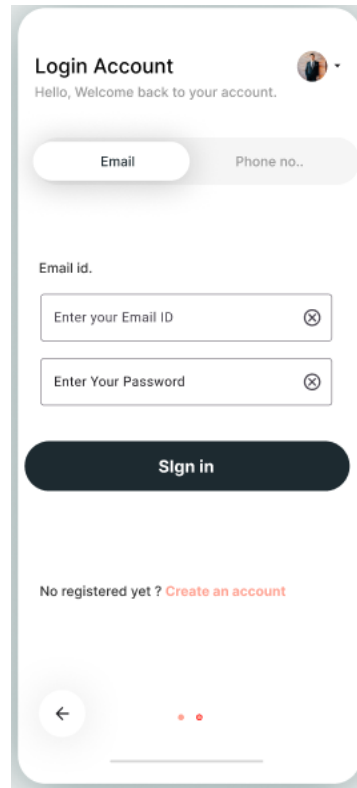 Login Account
Hello, Welcome back to your account.
Email
Phone no..
Email id.
Enter your Email ID
Enter Your Password
SIgn in
No registered yet ? Create an account